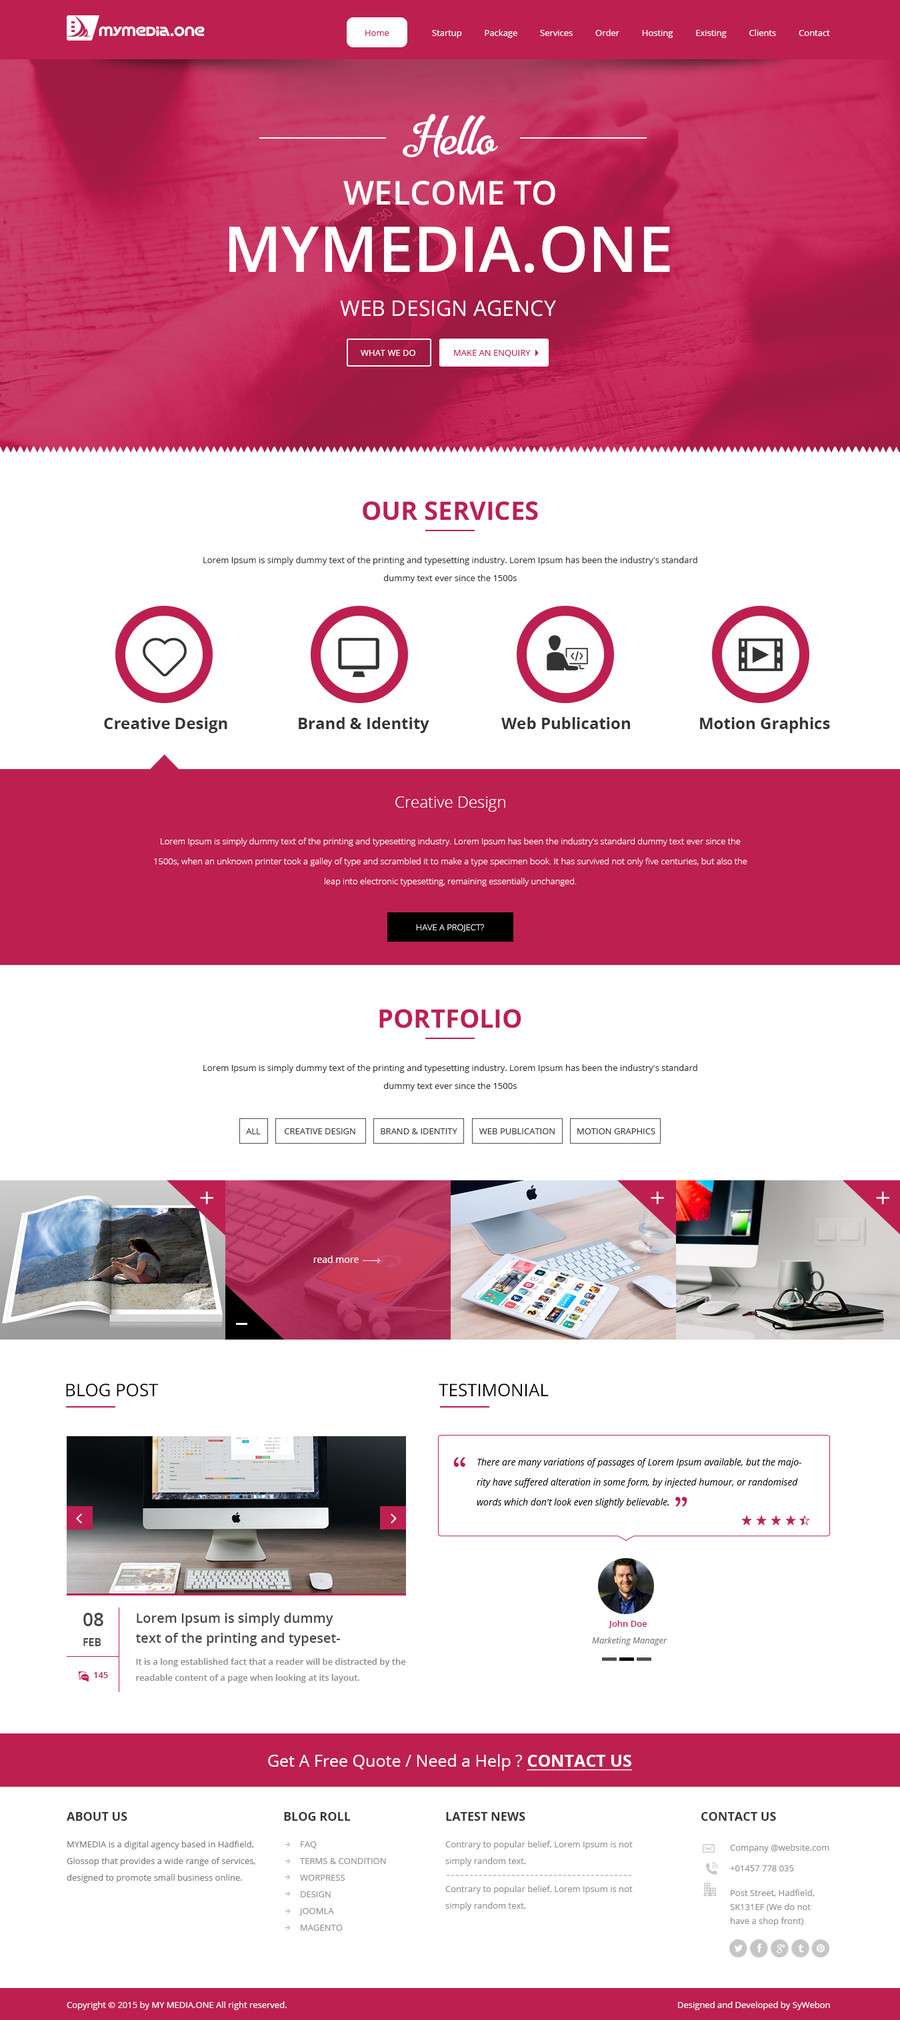 mymedia.one
Home Startup Package Services Order Hosting Existing Clients Contact
Hello
WELCOME TO
MYMEDIA.ONE
WEB DESIGN AGENCY
WHAT WE DO
MAKE AN ENQUIRY
OUR SERVICES
Lorem Ipsum is simply dummy text of the printing and typesetting industry. Lorem Ipsum has been the industry's standard
dummy text ever since the 1500s
Creative Design
Brand & Identity
Web Publication
Motion Graphics
Creative Design
Lorem Ipsum is simply dummy text of the printing and typesetting industry. Lorem Ipsum has been the industry's standard dummy text ever since the
1500s, when an unknown printer took a galley of type and scrambled it to make a type specimen book. It has survived not only five centuries, but also the
leap into electronic typesetting, remaining essentially unchanged.
HAVE A PROJECT?
PORTFOLIO
Lorem Ipsum is simply dummy text of the printing and typesetting industry. Lorem Ipsum has been the industry's standard
dummy text ever since the 1500s
ALL
CREATIVE DESIGN
BRAND & IDENTITY
WEB PUBLICATION
MOTION GRAPHICS
read more
BLOG POST
08
FEB
145
Lorem Ipsum is simply dummy
text of the printing and typeset-
It is a long established fact that a reader will be distracted by the
readable content of a page when looking at its layout.
TESTIMONIAL
“ There are many variations of passages of Lorem Ipsum available, but the majo-
rity have suffered alteration in some form, by injected humour, or randomised
words which don't look even slightly believable. ”
John Doe
Marketing Manager
Get A Free Quote / Need a Help ? CONTACT US
ABOUT US
MYMEDIA is a digital agency based in Hadfield,
Glossop that provides a wide range of services,
designed to promote small business online.
BLOG ROLL
FAQ
TERMS & CONDITION
WORPRESS
DESIGN
JOOMLA
MAGENTO
LATEST NEWS
Contrary to popular belief, Lorem Ipsum is not
simply random text.
Contrary to popular belief, Lorem Ipsum is not
simply random text.
CONTACT US
Company @website.com
+01457 778 035
Post Street, Hadfield,
SK131EF (We do not
have a shop front)
Copyright © 2015 by MY MEDIA.ONE All right reserved.
Designed and Developed by SyWebon